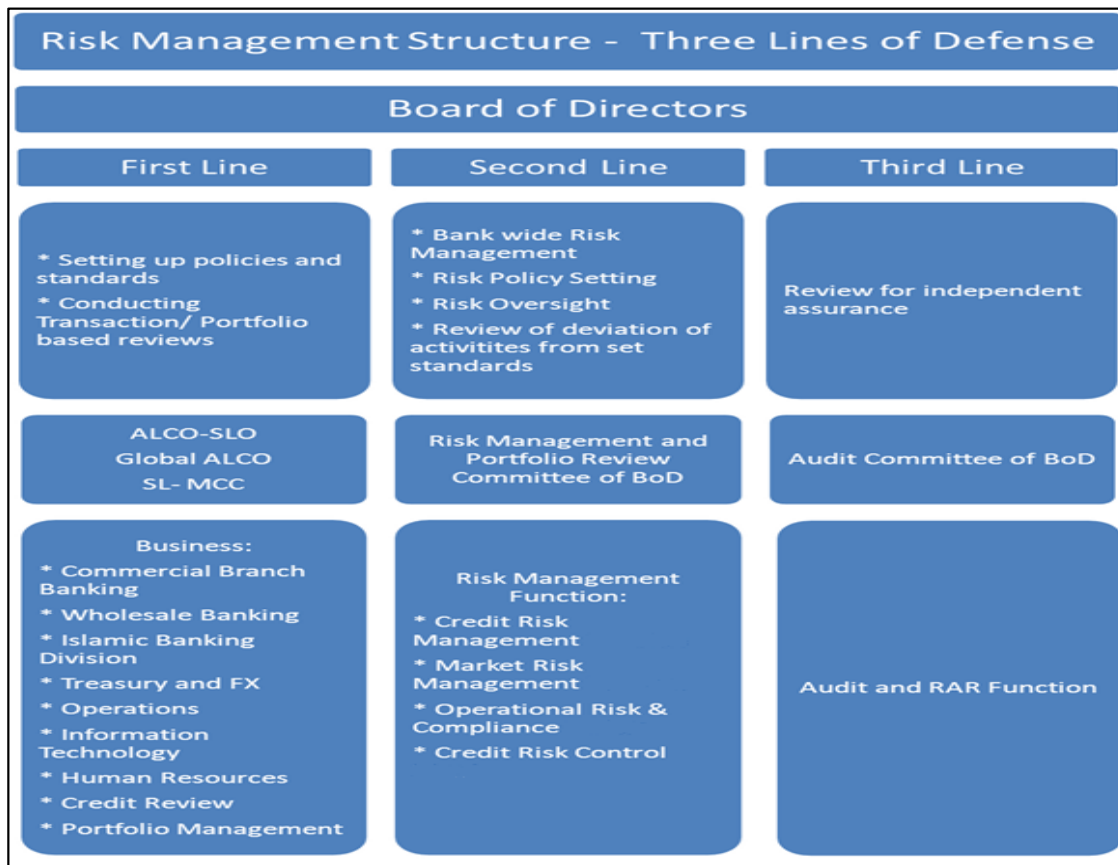 Risk Management Structure - Three Lines of Defense
Board of Directors
First Line
Second Line
Third Line
* Setting up policies and
standards
* Conducting
Transaction/ Portfolio
based reviews
* Bank wide Risk
Management
* Risk Policy Setting
* Risk Oversight
* Review of deviation of
activitites from set
standards
Review for independent
assurance
ALCO-SLO
Global ALCO
SL- MCC
Risk Management and
Portfolio Review
Committee of BoD
Audit Committee of BoD
Business:
* Commercial Branch
Banking
* Wholesale Banking
* Islamic Banking
Division
* Treasury and FX
* Operations
* Information
Technology
* Human Resources
* Credit Review
* Portfolio Management
Risk Management
Function:
* Credit Risk
Management
* Market Risk
Management
* Operational Risk &
Compliance
* Credit Risk Control
Audit and RAR Function